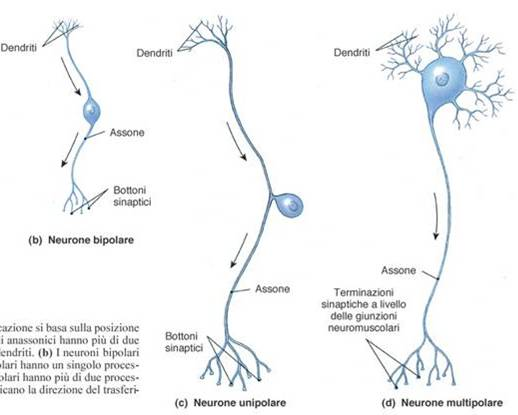 Dendriti
Assone
Bottoni
sinaptici
(b) Neurone bipolare
cazione si basa sulla posizione
i anassonici hanno più di due
lendriti. (b) I neuroni bipolari
olari hanno un singolo proces-
olari hanno più di due proces-
icano la direzione del trasferi-
Dendriti
Assone
Bottoni
sinaptici
(c) Neurone unipolare
Dendriti
Assone
Terminazioni
sinaptiche a livello
delle giunzioni
neuromuscolari
(d) Neurone multipolare